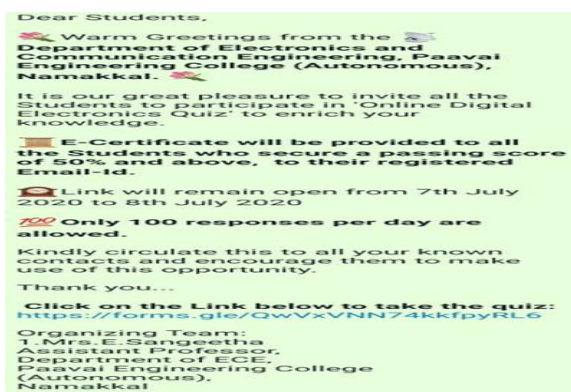 Dear Students,
Warm Greetings from the
Department of Electronics and
Communication Engineering, Paavai
Engineering College (Autonomous),
Namakkal.
It is our great pleasure to invite all the
Students to participate in 'Online Digital
Electronics Quiz' to enrich your
knowledge.
E-Certificate will be provided to all
the Students who secure a passing score
of 50% and above, to their registered
Email-Id.
Link will remain open from 7th July
2020 to 8th July 2020
100 Only 100 responses per day are
allowed.
Kindly circulate this to all your known
contacts and encourage them to make
use of this opportunity.
Thank you...
Click on the Link below to take the quiz:
https://forms.gle/QwVxVNN74kkfpyRL6
Organizing Team:
1.Mrs.E.Sangeetha
Assistant Professor,
Department of ECE,
Paavai Engineering College
(Autonomous),
Namakkal